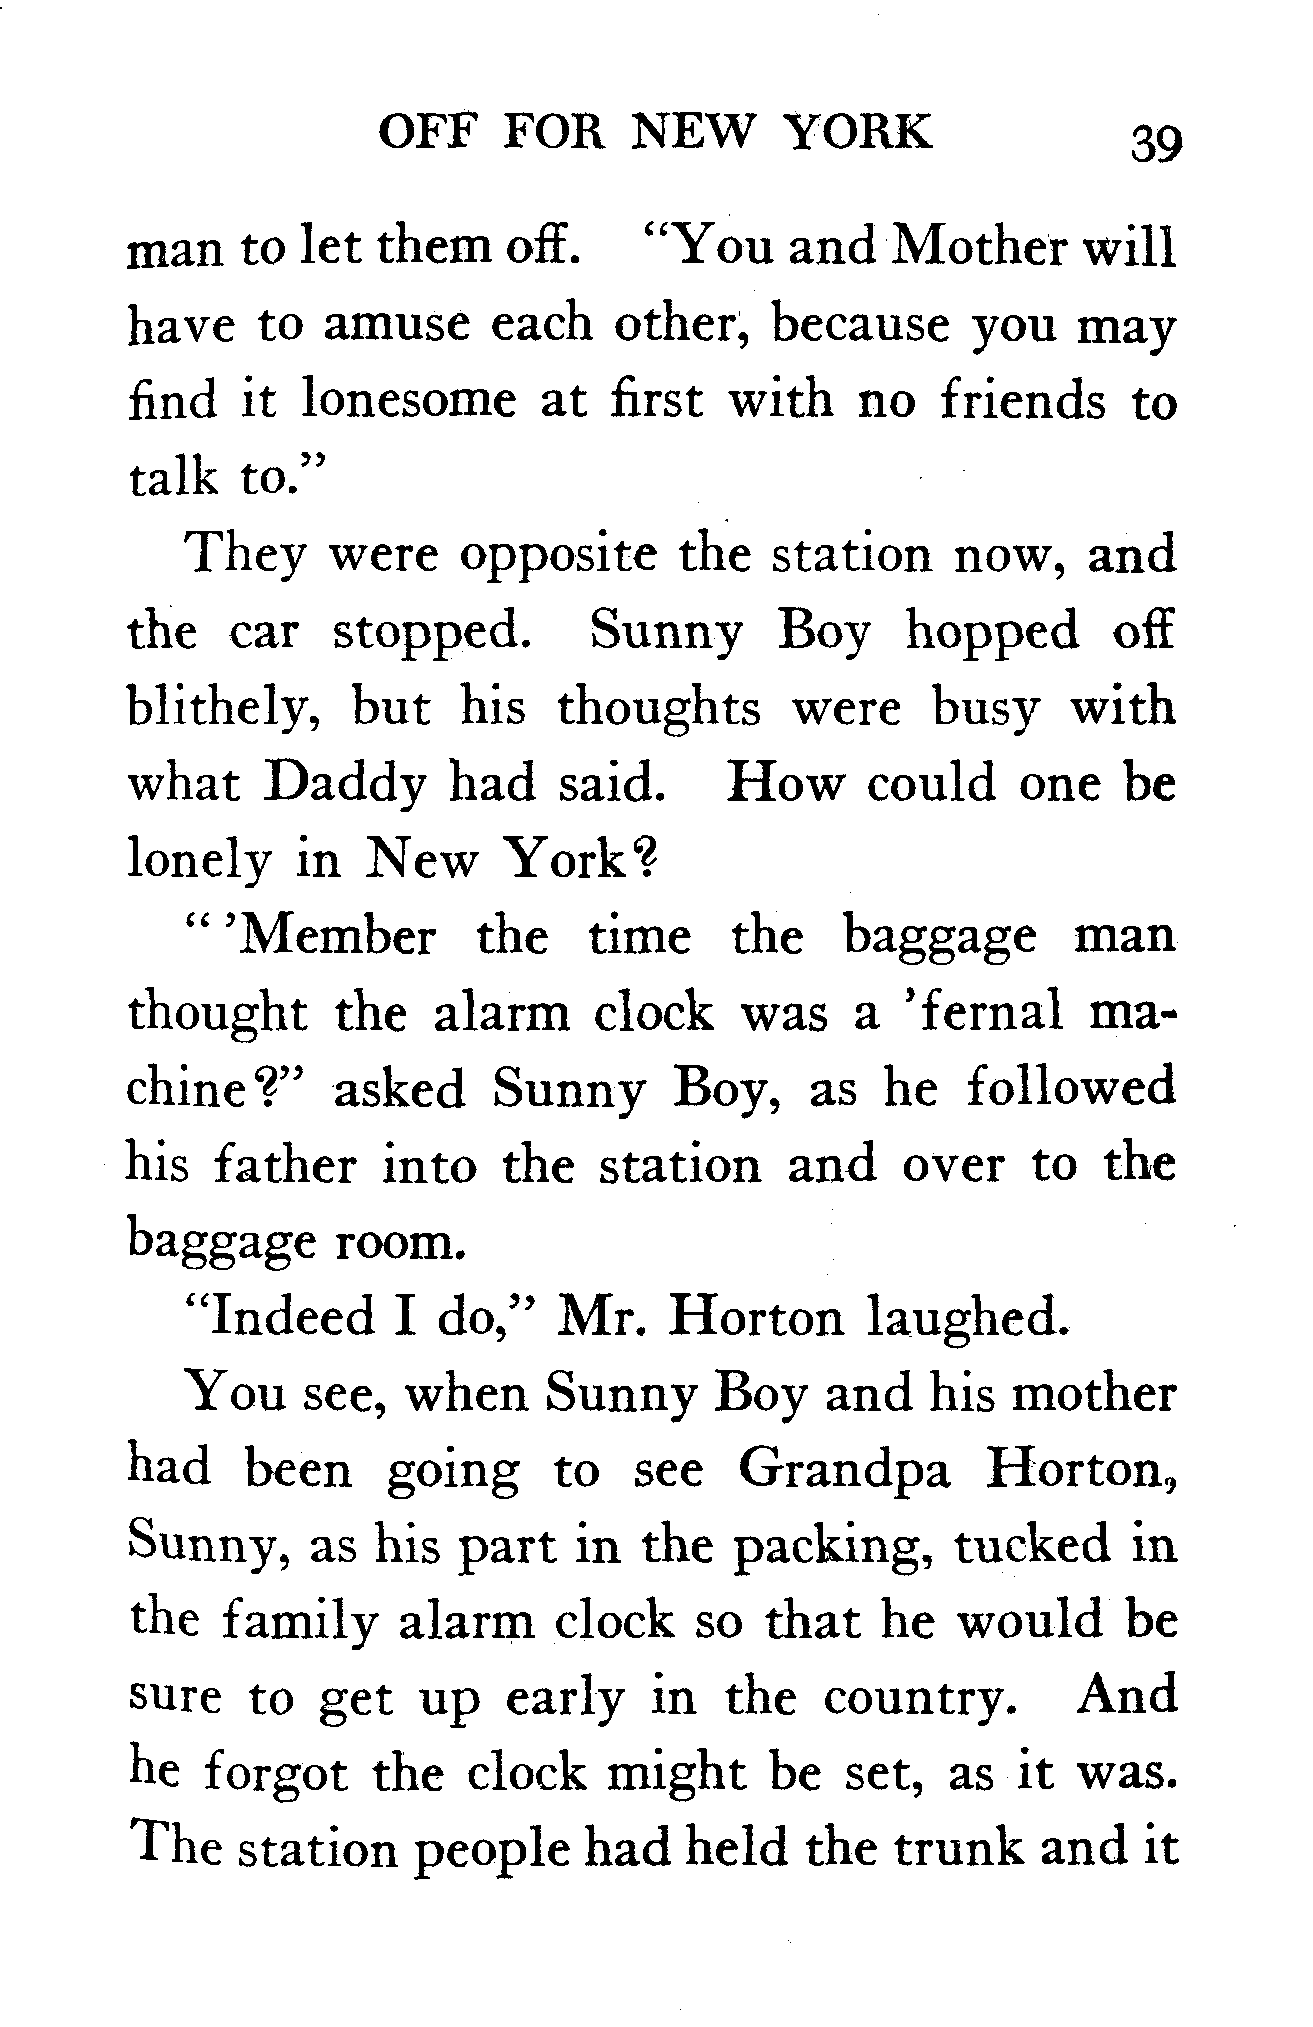 OFF FOR NEW YORK 39
man to let them off. “You and Mother will
have to amuse each other, because you may
find it lonesome at first with no friends to
talk to.”
They were opposite the station now, and
the car stopped. Sunny Boy hopped off
blithely, but his thoughts were busy with
what Daddy had said. How could one be
lonely in New York?
“ ’Member the time the baggage man
thought the alarm clock was a ’fernal ma-
chine?” asked Sunny Boy, as he followed
his father into the station and over to the
baggage room.
“Indeed I do,” Mr. Horton laughed.
You see, when Sunny Boy and his mother
had been going to see Grandpa Horton,
Sunny, as his part in the packing, tucked in
the family alarm clock so that he would be
sure to get up early in the country. And
he forgot the clock might be set, as it was.
The station people had held the trunk and it